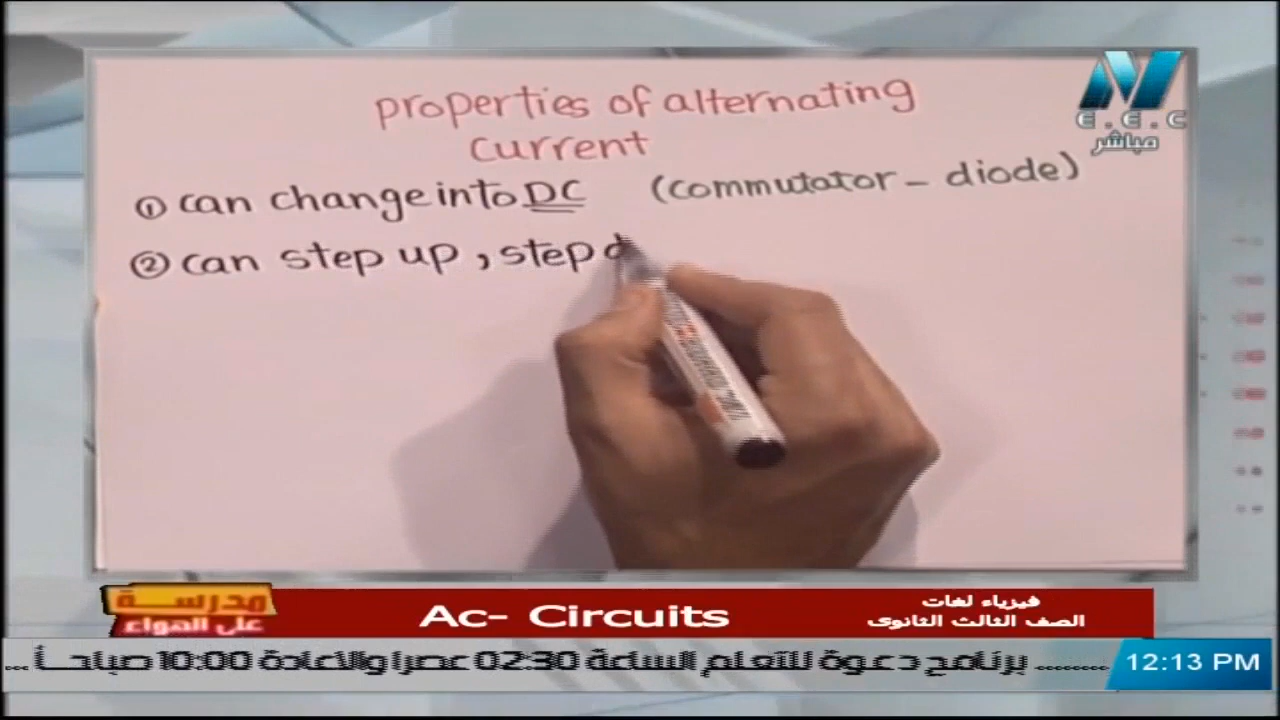 properties of alternating
current
① can change into DC (commutator - diode)
② can step up, step d
E.E.C
مباشر
مدرسة
على الهواء
Ac- Circuits
فيزياء لغات
الصف الثالث الثانوى
برنامج دعوة للتعلم الساعة 02:30 عصرا والاعادة 10:00 صباحـــاً ...
12:13 PM